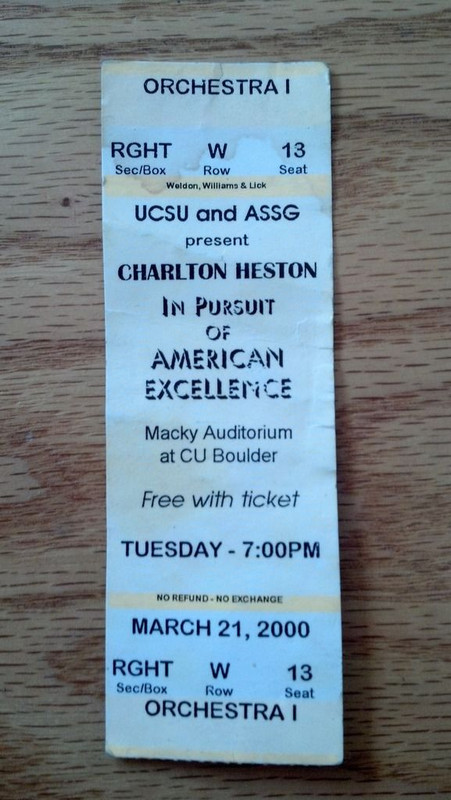 ORCHESTRA I
RGHT W 13
Sec/Box Row Seat
Weldon, Williams & Lick
UCSU and ASSG
present
CHARLTON HESTON
IN PURSUIT
OF
AMERICAN
EXCELLENCE
Macky Auditorium
at CU Boulder
Free with ticket
TUESDAY - 7:00PM
NO REFUND - NO EXCHANGE
MARCH 21, 2000
RGHT W 13
Sec/Box Row Seat
ORCHESTRA I